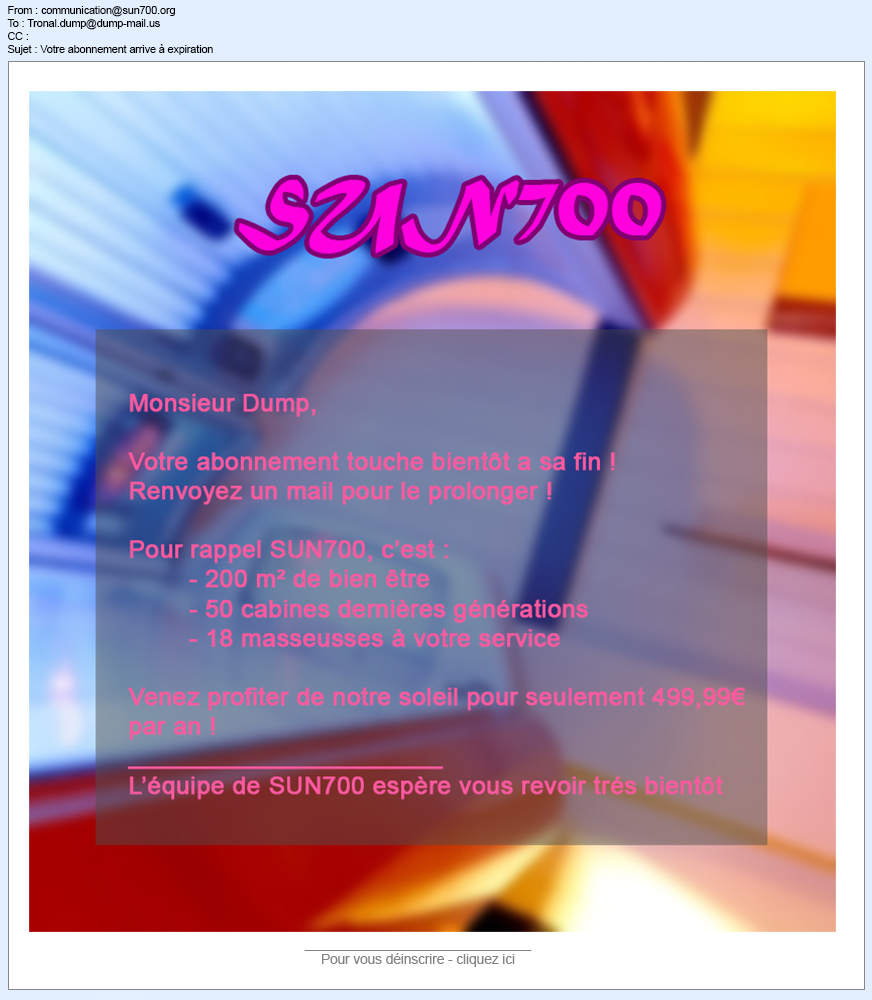 From : communication@sun700.org
To : Tronal.dump@dump-mail.us
CC :
Sujet : Votre abonnement arrive à expiration
SUN700
Monsieur Dump,
Votre abonnement touche bientôt a sa fin !
Renvoyez un mail pour le prolonger !
Pour rappel SUN700, c'est :
- 200 m² de bien être
- 50 cabines dernières générations
- 18 masseusses à votre service
Venez profiter de notre soleil pour seulement 499,99€
par an !
L'équipe de SUN700 espère vous revoir trés bientôt
Pour vous déinscrire - cliquez ici